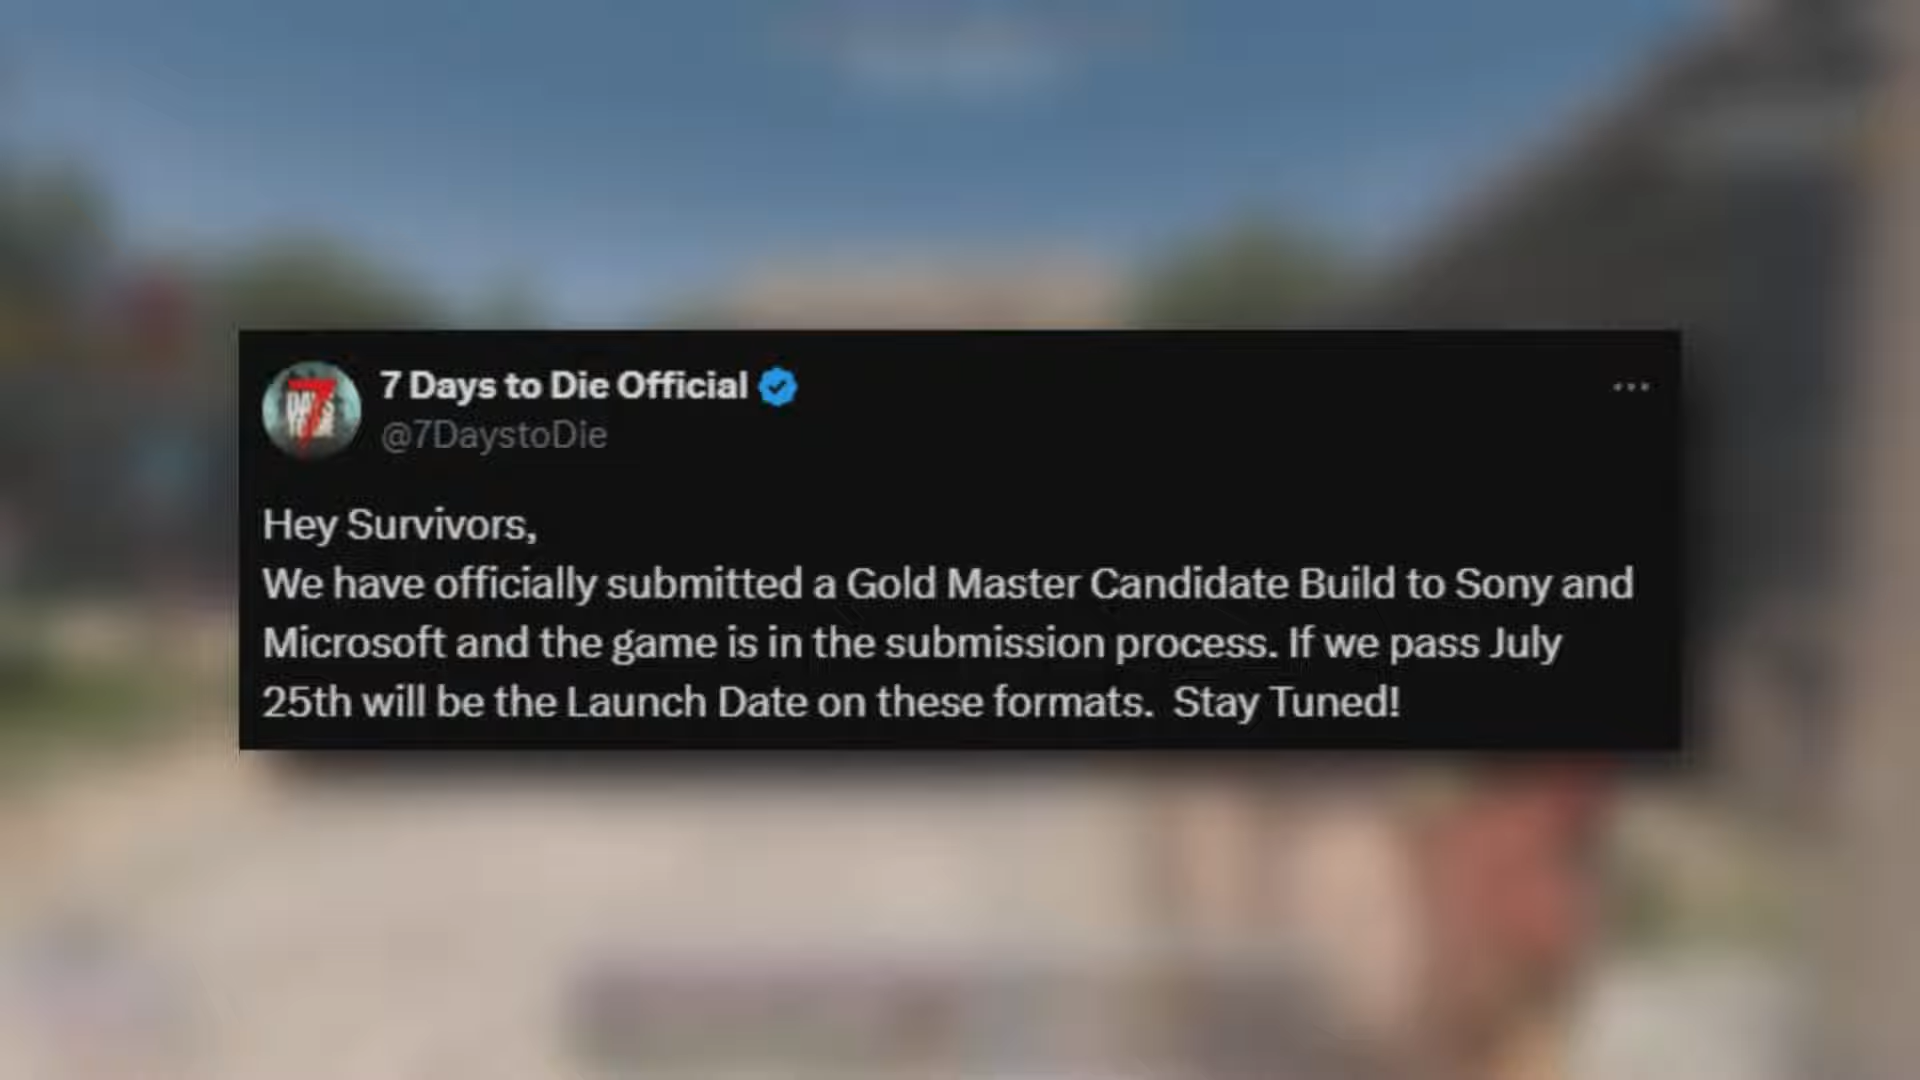 7 Days to Die Official
@7DaystoDie
Hey Survivors,
We have officially submitted a Gold Master Candidate Build to Sony and
Microsoft and the game is in the submission process. If we pass July
25th will be the Launch Date on these formats.  Stay Tuned!